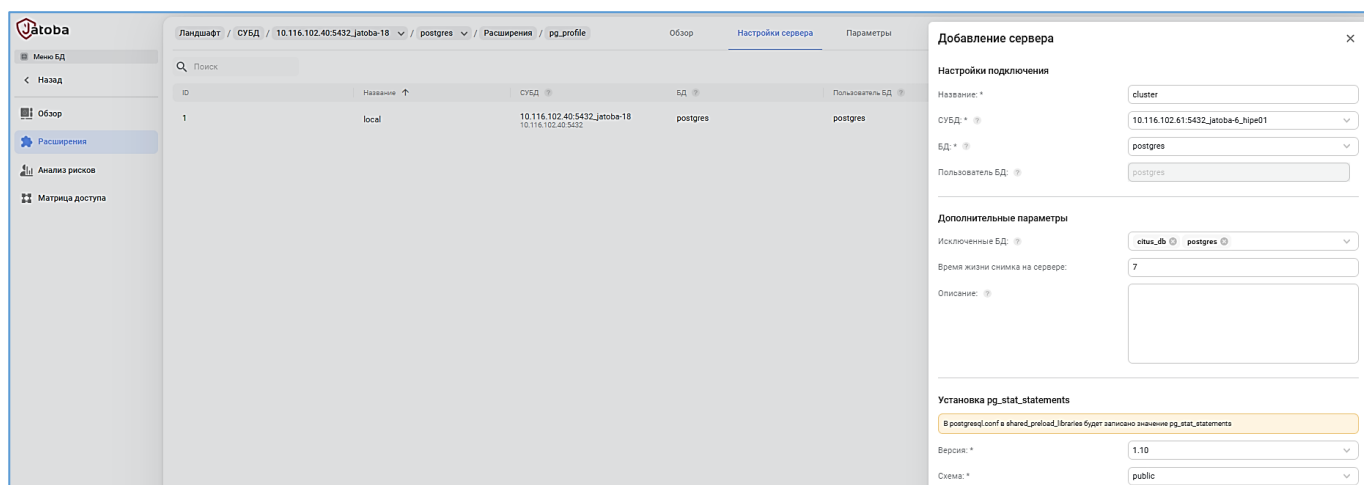 Jatoba
Ландшафт / СУБД / 10.116.102.40:5432_jatoba-18 / postgres / Расширения / pg_profile
Обзор
Настройки сервера
Параметры
Меню БД
Назад
Обзор
Расширения
Анализ рисков
Матрица доступа
Поиск
ID Название СУБД ? БД ? Пользователь БД ?
1 local 10.116.102.40:5432_jatoba-18 postgres postgres
10.116.102.40:5432
Добавление сервера
Настройки подключения
Название: * cluster
СУБД: * ? 10.116.102.61:5432_jatoba-6_hipe01
БД: * ? postgres
Пользователь БД: ? postgres
Дополнительные параметры
Исключенные БД: ? citus_db postgres
Время жизни снимка на сервере: 7
Описание: ?
Установка pg_stat_statements
В postgresql.conf в shared_preload_libraries будет записано значение pg_stat_statements
Версия: * 1.10
Схема: * public